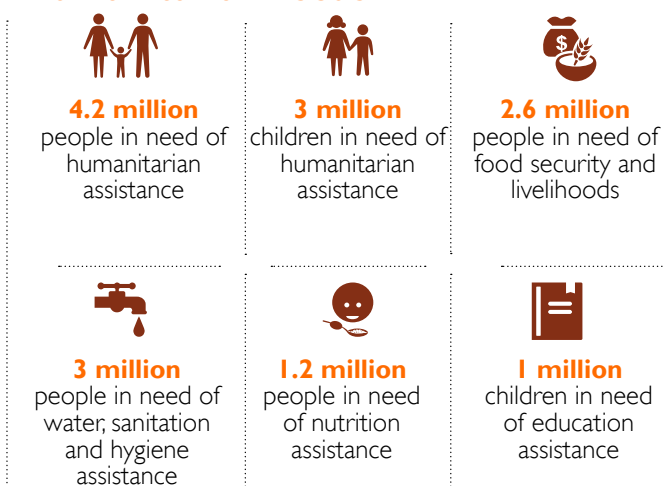 4.2 million
people in need of
humanitarian
assistance
3 million
children in need of
humanitarian
assistance
2.6 million
people in need of
food security and
livelihoods
3 million
people in need of
water, sanitation
and hygiene
assistance
1.2 million
people in need
of nutrition
assistance
1 million
children in need
of education
assistance